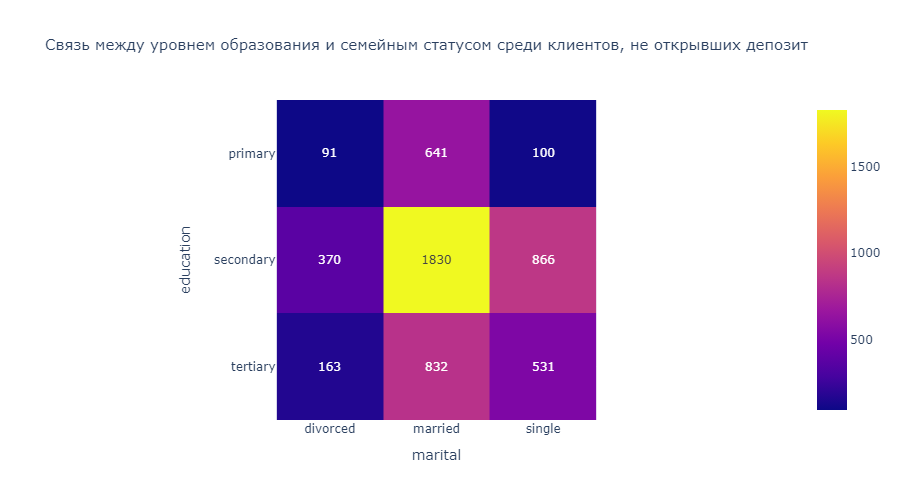 Связь между уровнем образования и семейным статусом среди клиентов, не открывших депозит
primary 91 641 100
secondary 370 1830 866
tertiary 163 832 531
divorced married single
marital
education
1500
1000
500